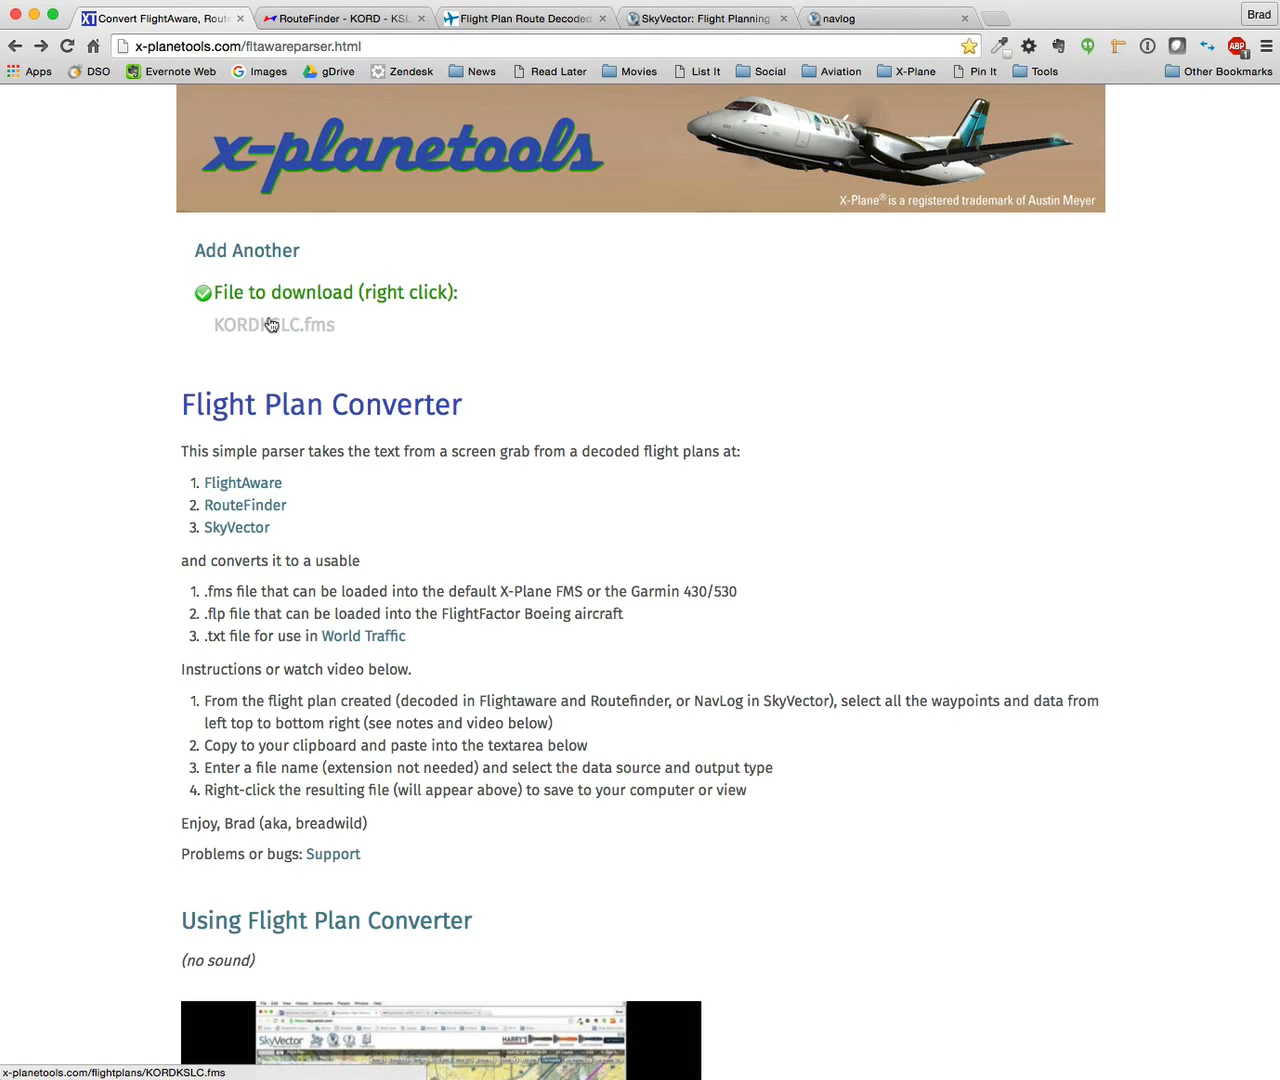 Convert FlightAware, Rout
RouteFinder - KORD - KSL
Flight Plan Route Decoded
SkyVector: Flight Planning
navlog
Brad
x-planetools.com/fltawareparser.html
ABP
Apps
DSO
Evernote Web
Images
gDrive
Zendesk
News
Read Later
Movies
List It
Social
Aviation
X-Plane
Pin It
Tools
Other Bookmarks
x-planetools
X-Plane® is a registered trademark of Austin Meyer
Add Another
File to download (right click):
KORDKSLC.fms
Flight Plan Converter
This simple parser takes the text from a screen grab from a decoded flight plans at:
1. FlightAware
2. RouteFinder
3. SkyVector
and converts it to a usable
1. .fms file that can be loaded into the default X-Plane FMS or the Garmin 430/530
2. .flp file that can be loaded into the FlightFactor Boeing aircraft
3. .txt file for use in World Traffic
Instructions or watch video below.
1. From the flight plan created (decoded in Flightaware and Routefinder, or NavLog in SkyVector), select all the waypoints and data from
left top to bottom right (see notes and video below)
2. Copy to your clipboard and paste into the textarea below
3. Enter a file name (extension not needed) and select the data source and output type
4. Right-click the resulting file (will appear above) to save to your computer or view
Enjoy, Brad (aka, breadwild)
Problems or bugs: Support
Using Flight Plan Converter
(no sound)
SkyVector
x-planetools.com/flightplans/KORDKSLC.fms